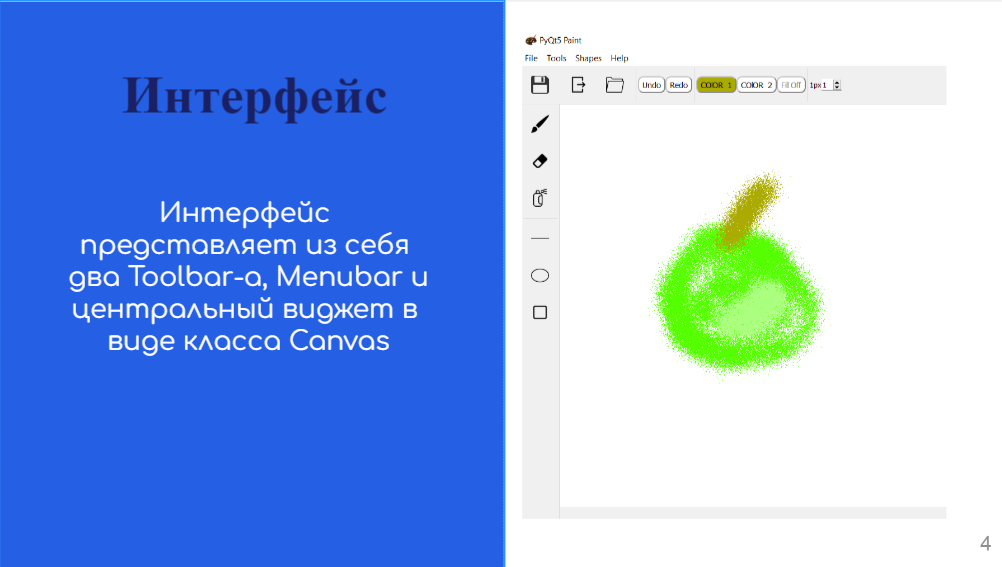 Интерфейс
Интерфейс
представляет из себя
два Toolbar-а, Menubar и
центральный виджет в
виде класса Canvas
PyQt5 Paint
File Tools Shapes Help
Undo Redo COLOR 1 COLOR 2 Fill Off 1px 1
4